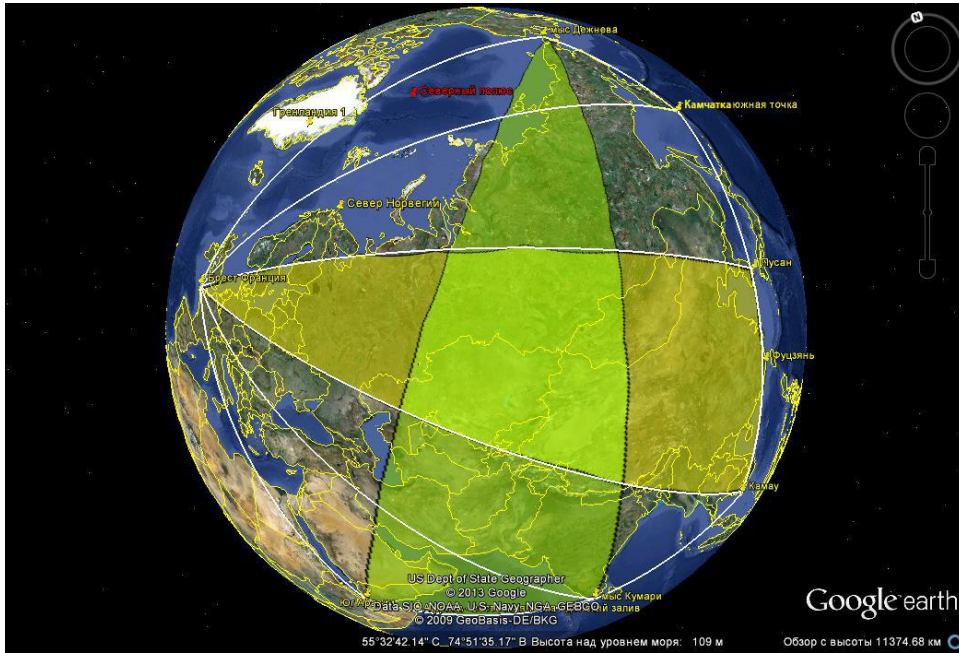 N
мыс Дежнева
Северный полюс
Камчатка южная точка
Гренландия 1
Север Норвегии
Пусан
Брест Франция
Фуцзянь
Камау
US Dept of State Geographer
© 2013 Google
мыс Кумари
Data SIO, NOAA, U.S. Navy, NGA, GEBCO
залив
© 2009 GeoBasis-DE/BKG
Google earth
55°32'42.14" С 74°51'35.17" В Высота над уровнем моря: 109 м
Обзор с высоты 11374.68 км